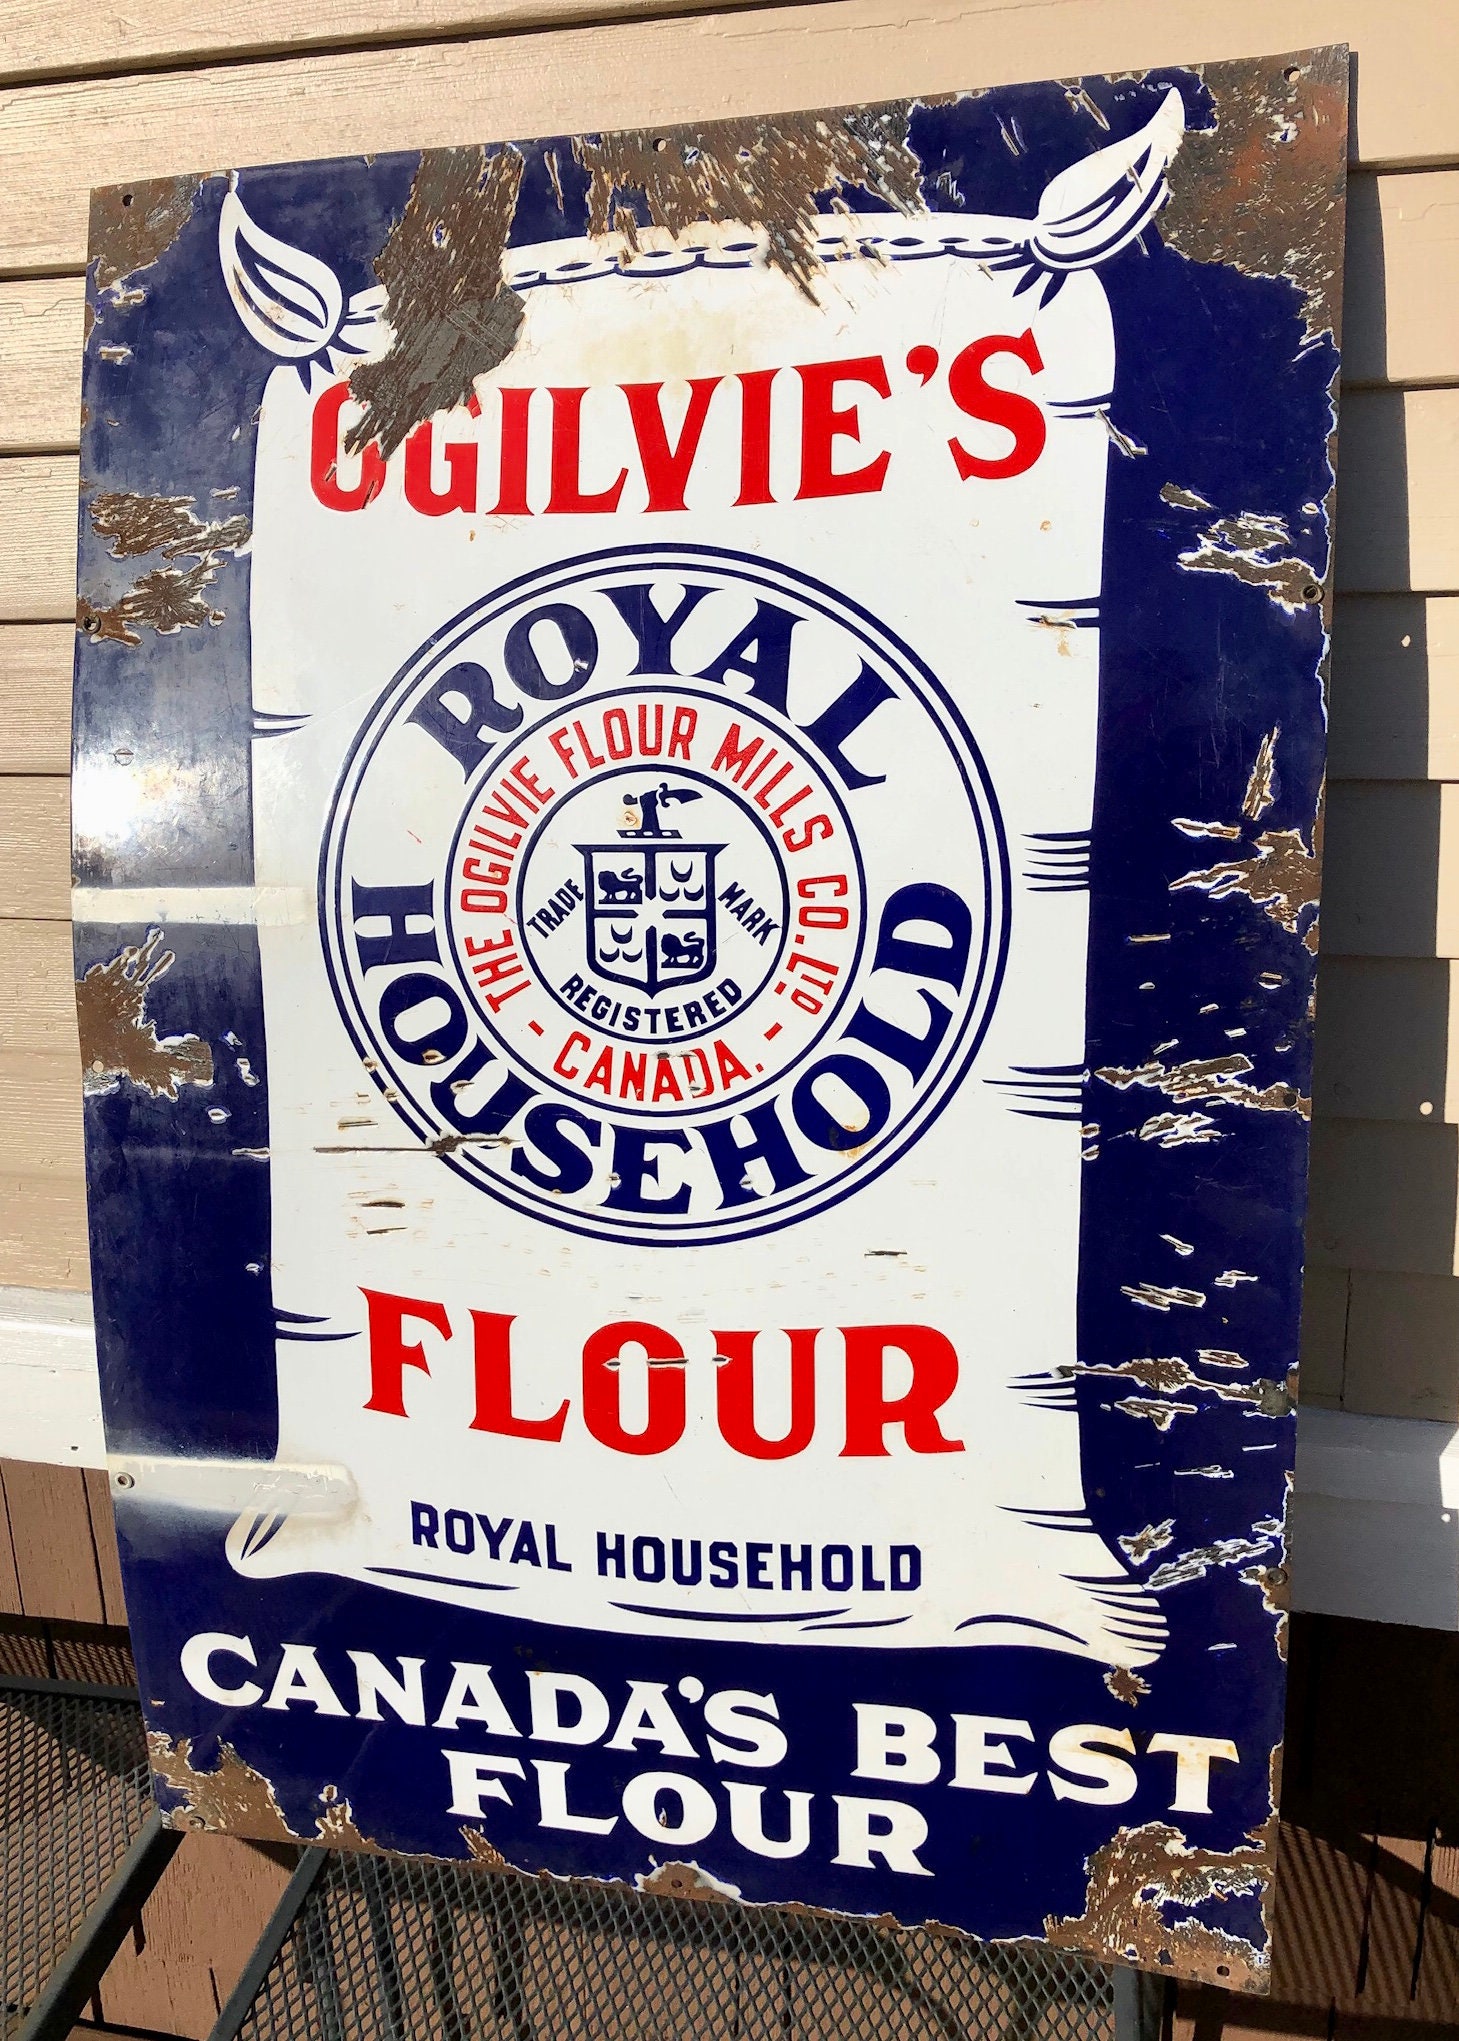 OGILVIE'S
ROYAL
HOUSEHOLD
THE OGILVIE FLOUR MILLS CO. LTD
- CANADA. -
TRADE MARK
REGISTERED
FLOUR
ROYAL HOUSEHOLD
CANADA'S BEST
FLOUR